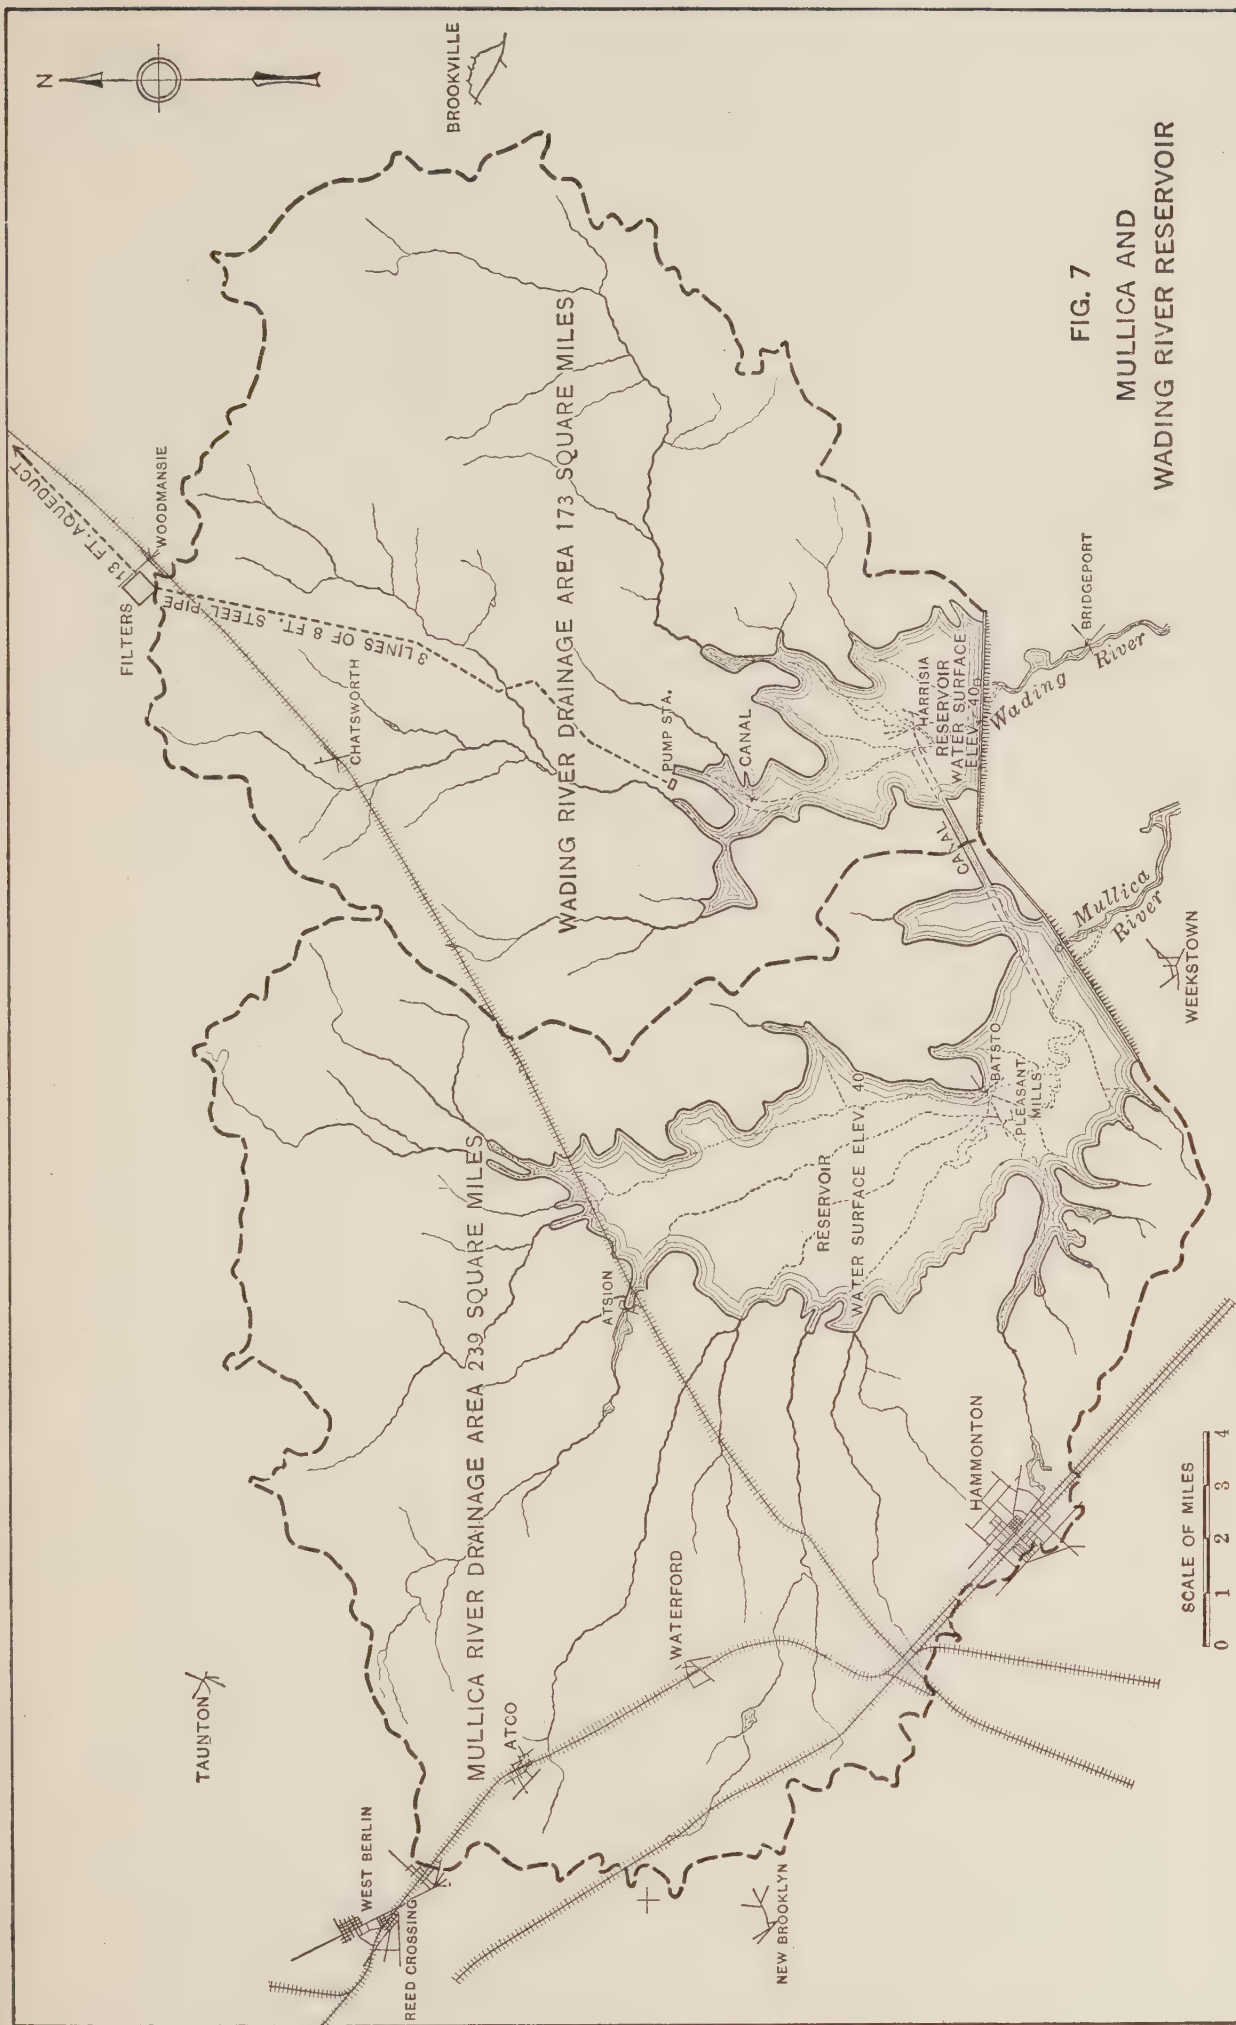 N
BROOKVILLE
13 FT. AQUEDUCT
WOODMANSIE
FILTERS
3 LINES OF 8 FT. STEEL PIPE
CHATSWORTH
WADING RIVER DRAINAGE AREA 173 SQUARE MILES
PUMP STA.
CANAL
HARRISIA
RESERVOIR
WATER SURFACE
ELEV. 40
BRIDGEPORT
Wading
River
CANAL
Mullica
River
WEEKSTOWN
BATSTO
PLEASANT
MILLS
RESERVOIR
WATER SURFACE ELEV. 40
MULLICA RIVER DRAINAGE AREA 239 SQUARE MILES
ATSION
HAMMONTON
WATERFORD
ATCO
TAUNTON
WEST BERLIN
REED CROSSING
NEW BROOKLYN
SCALE OF MILES
0 1 2 3 4
FIG. 7
MULLICA AND
WADING RIVER RESERVOIR